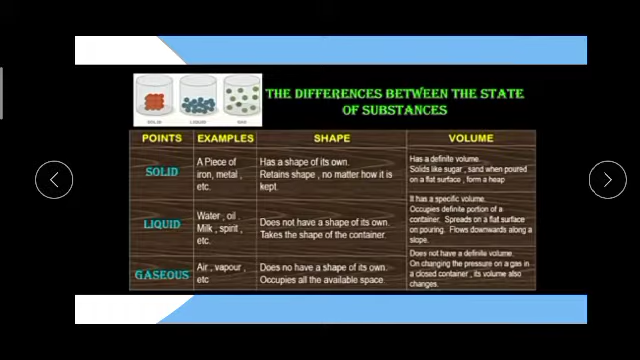 THE DIFFERENCES BETWEEN THE STATE
OF SUBSTANCES
SOLID
LIQUID
GAS
POINTS
EXAMPLES
SHAPE
VOLUME
SOLID
A Piece of
iron, metal ,
etc.
Has a shape of its own.
Retains shape , no matter how it is
kept.
Has a definite volume.
Solids like sugar , sand when poured
on a flat surface , form a heap
LIQUID
Water , oil ,
Milk , spirit ,
etc.
Does not have a shape of its own.
Takes the shape of the container.
It has a specific volume.
Occupies definite portion of a
container. Spreads on a flat surface
on pouring. Flows downwards along a
slope.
GASEOUS
Air , vapour ,
etc
Does no have a shape of its own.
Occupies all the available space.
Does not have a definite volume.
On changing the pressure on a gas in
a closed container , its volume also
changes.